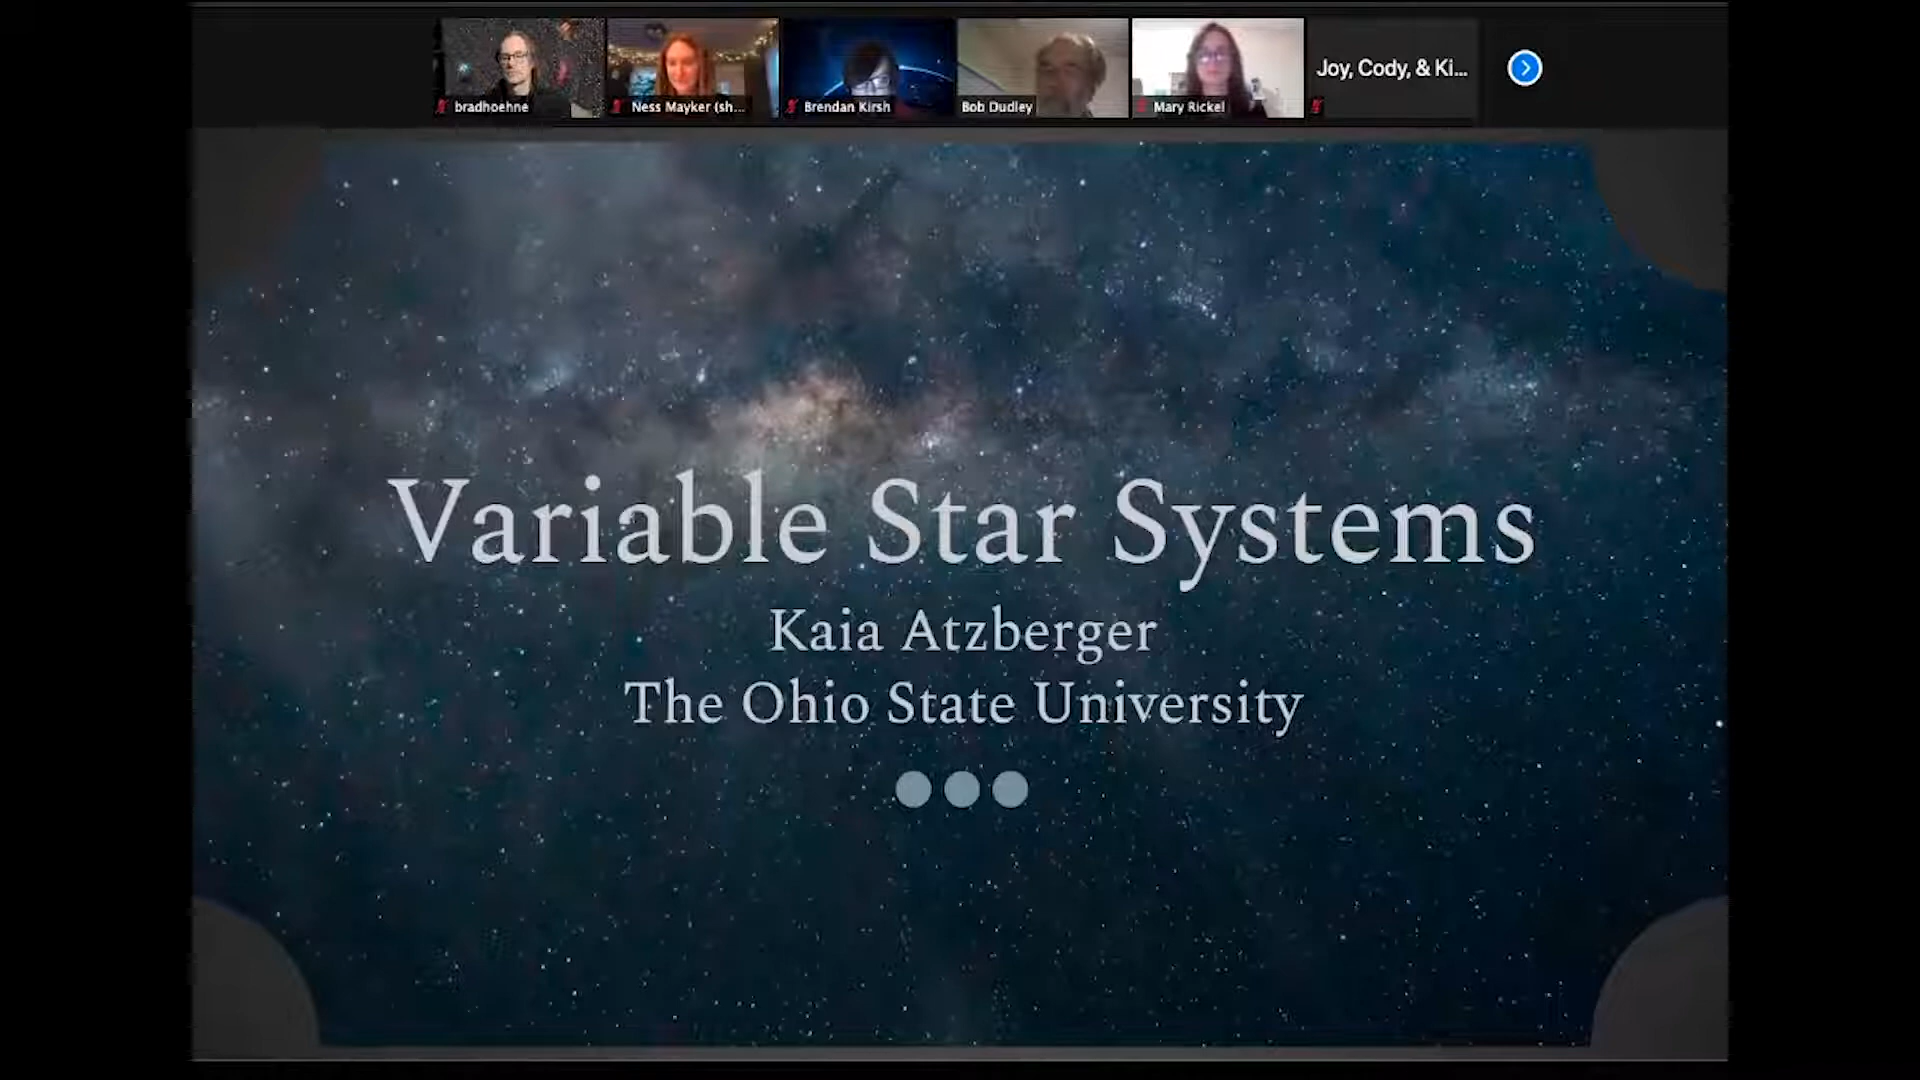 bradhoehne
Ness Mayker (sh...
Brendan Kirsh
Bob Dudley
Mary Rickel
Joy, Cody, & Ki...
Variable Star Systems
Kaia Atzberger
The Ohio State University